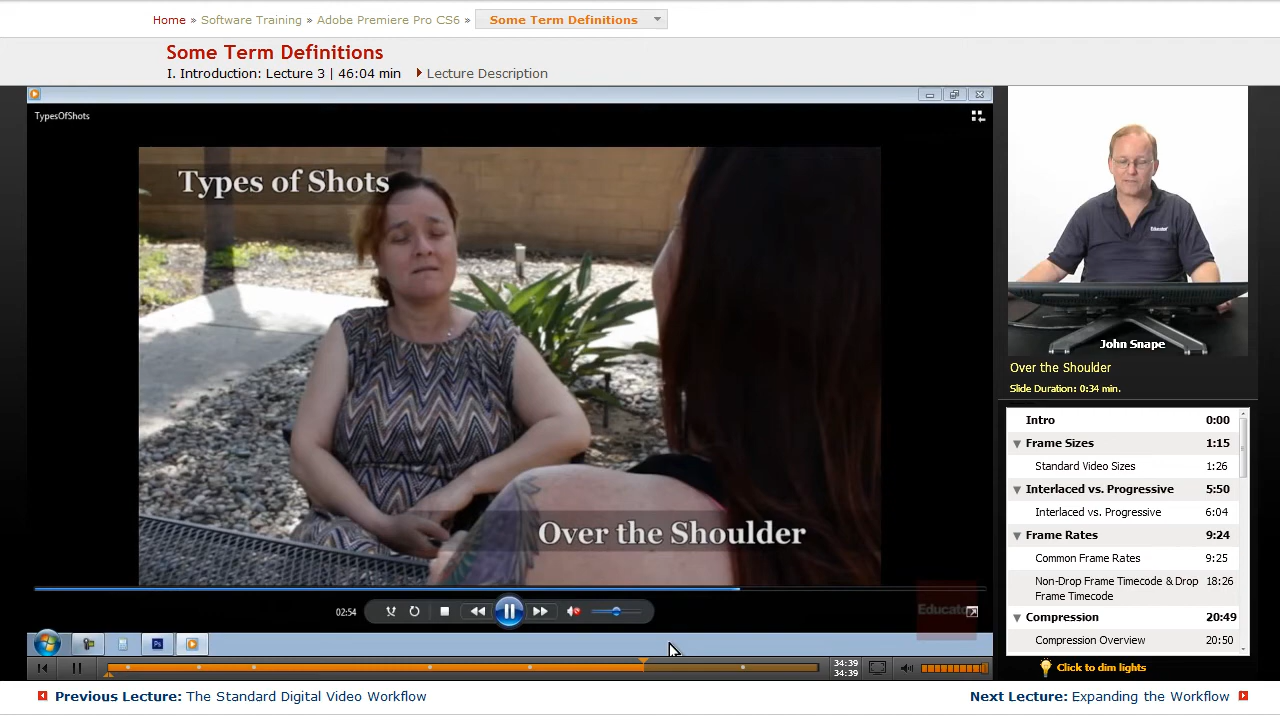 Home » Software Training » Adobe Premiere Pro CS6 » Some Term Definitions
Some Term Definitions
I. Introduction: Lecture 3 | 46:04 min Lecture Description
TypesOfShots
Types of Shots
Over the Shoulder
02:54
Educator
John Snape
Over the Shoulder
Slide Duration: 0:34 min.
Intro 0:00
Frame Sizes 1:15
Standard Video Sizes 1:26
Interlaced vs. Progressive 5:50
Interlaced vs. Progressive 6:04
Frame Rates 9:24
Common Frame Rates 9:25
Non-Drop Frame Timecode & Drop 18:26
Frame Timecode
Compression 20:49
Compression Overview 20:50
34:39
34:39
Click to dim lights
Previous Lecture: The Standard Digital Video Workflow
Next Lecture: Expanding the Workflow